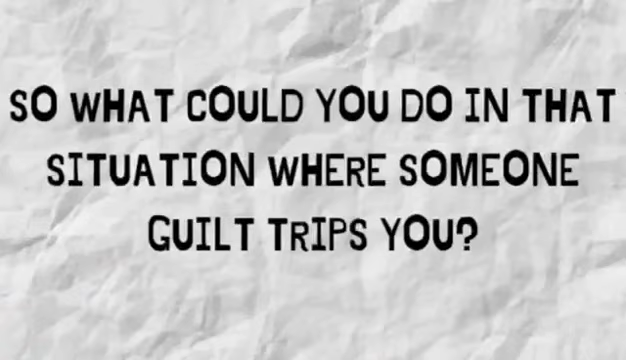 SO WHAT COULD YOU DO IN THAT
SITUATION WHERE SOMEONE
GUILT TRIPS YOU?